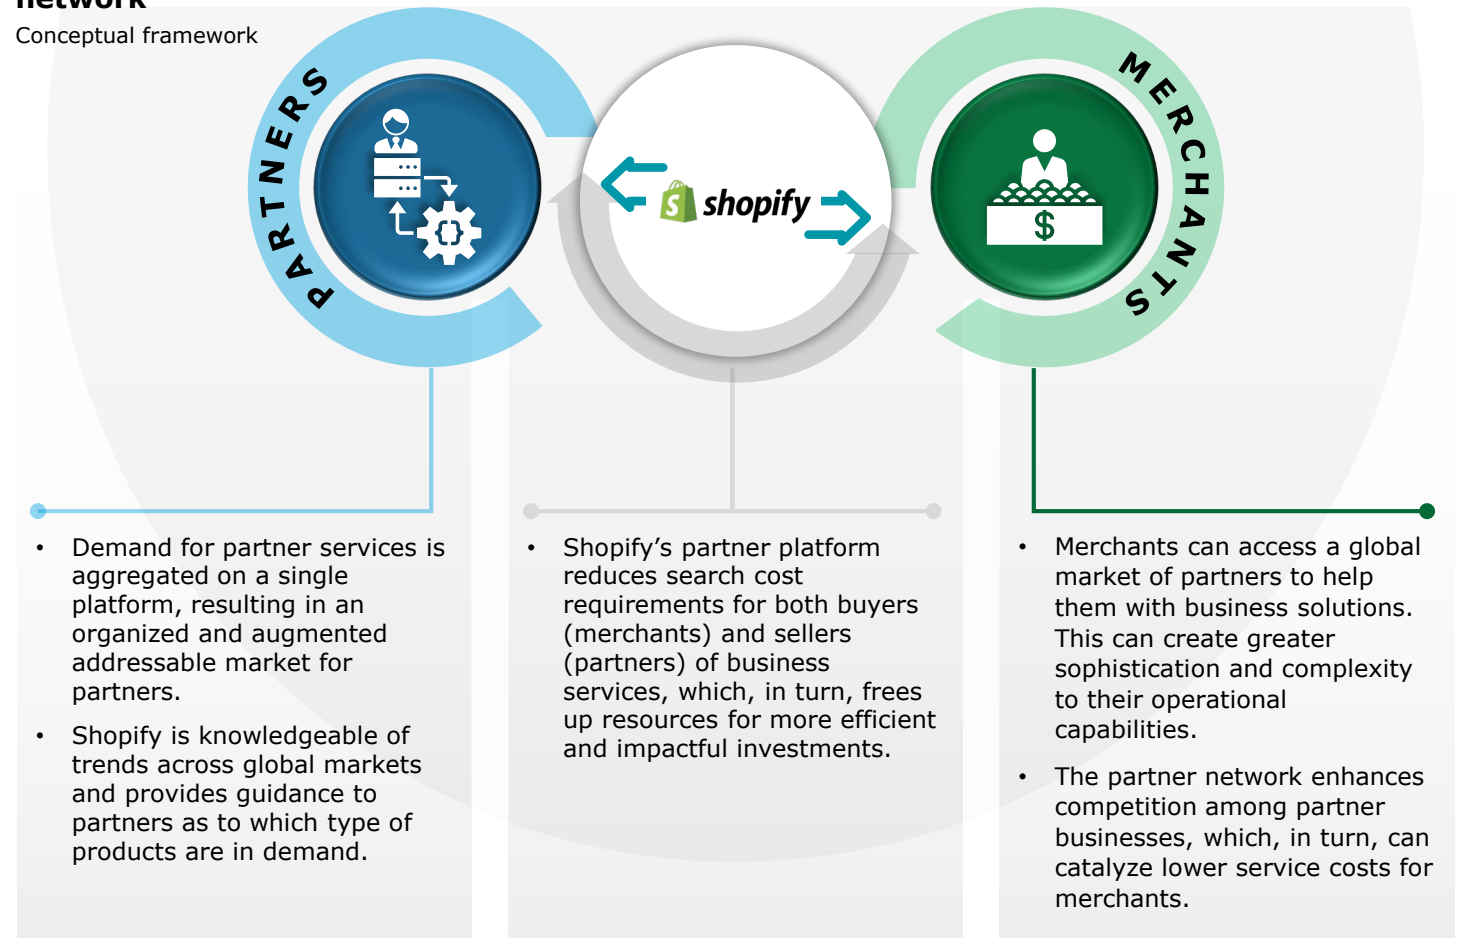 network
Conceptual framework
PARTNERS
S shopify
MERCHANTS
$
{}
• Demand for partner services is
aggregated on a single
platform, resulting in an
organized and augmented
addressable market for
partners.
• Shopify is knowledgeable of
trends across global markets
and provides guidance to
partners as to which type of
products are in demand.
• Shopify’s partner platform
reduces search cost
requirements for both buyers
(merchants) and sellers
(partners) of business
services, which, in turn, frees
up resources for more efficient
and impactful investments.
• Merchants can access a global
market of partners to help
them with business solutions.
This can create greater
sophistication and complexity
to their operational
capabilities.
• The partner network enhances
competition among partner
businesses, which, in turn, can
catalyze lower service costs for
merchants.